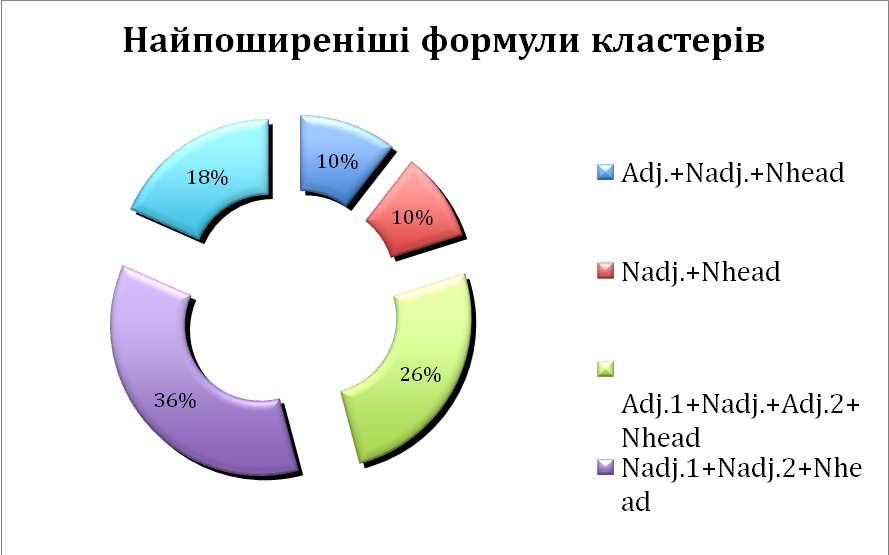 Найпоширеніші формули кластерів
18%
10%
10%
26%
36%
Adj.+Nadj.+Nhead
Nadj.+Nhead
Adj.1+Nadj.+Adj.2+
Nhead
Nadj.1+Nadj.2+Nhe
ad